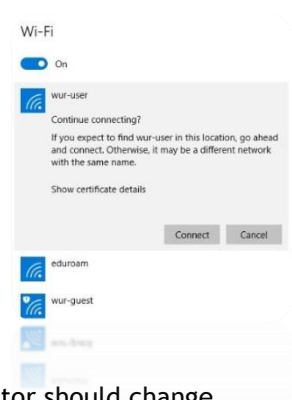 Wi-Fi
On
wur-user
Continue connecting?
If you expect to find wur-user in this location, go ahead
and connect. Otherwise, it may be a different network
with the same name.
Show certificate details
Connect Cancel
eduroam
wur-guest
tor should change